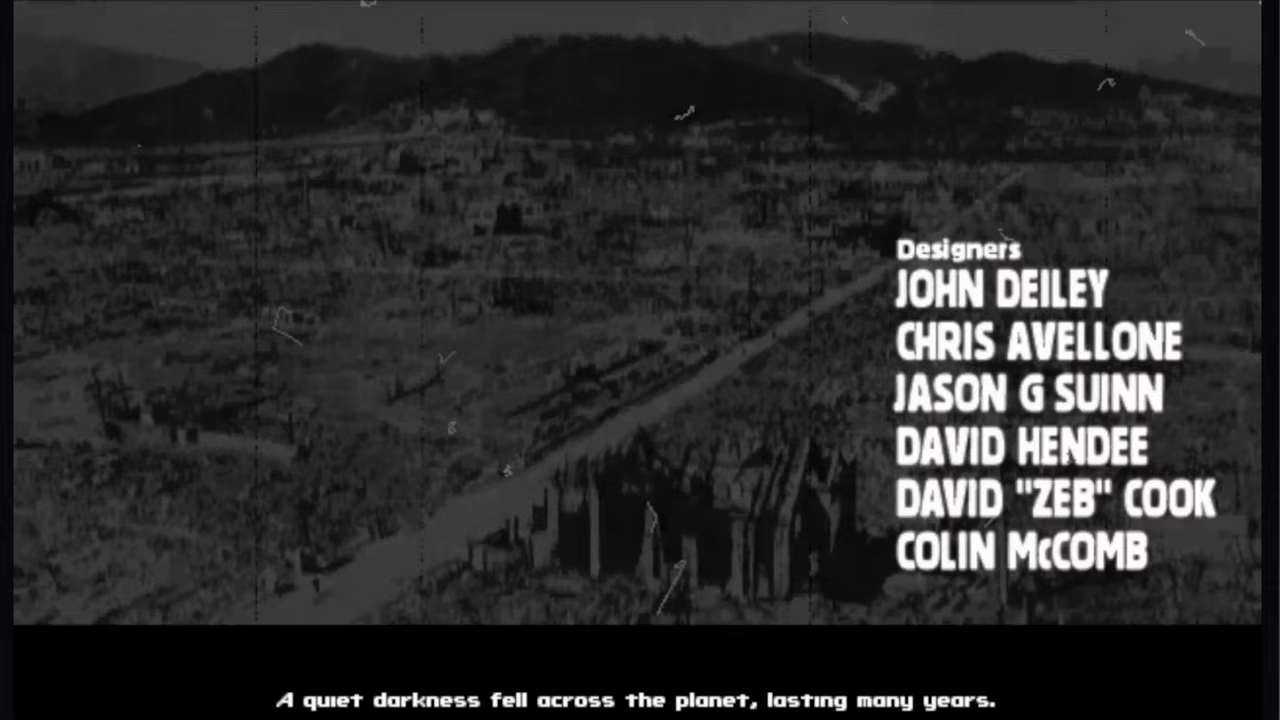 Designers
JOHN DEILEY
CHRIS AVELLONE
JASON G SUINN
DAVID HENDEE
DAVID "ZEB" COOK
COLIN McCOMB
A quiet darkness fell across the planet, lasting many years.